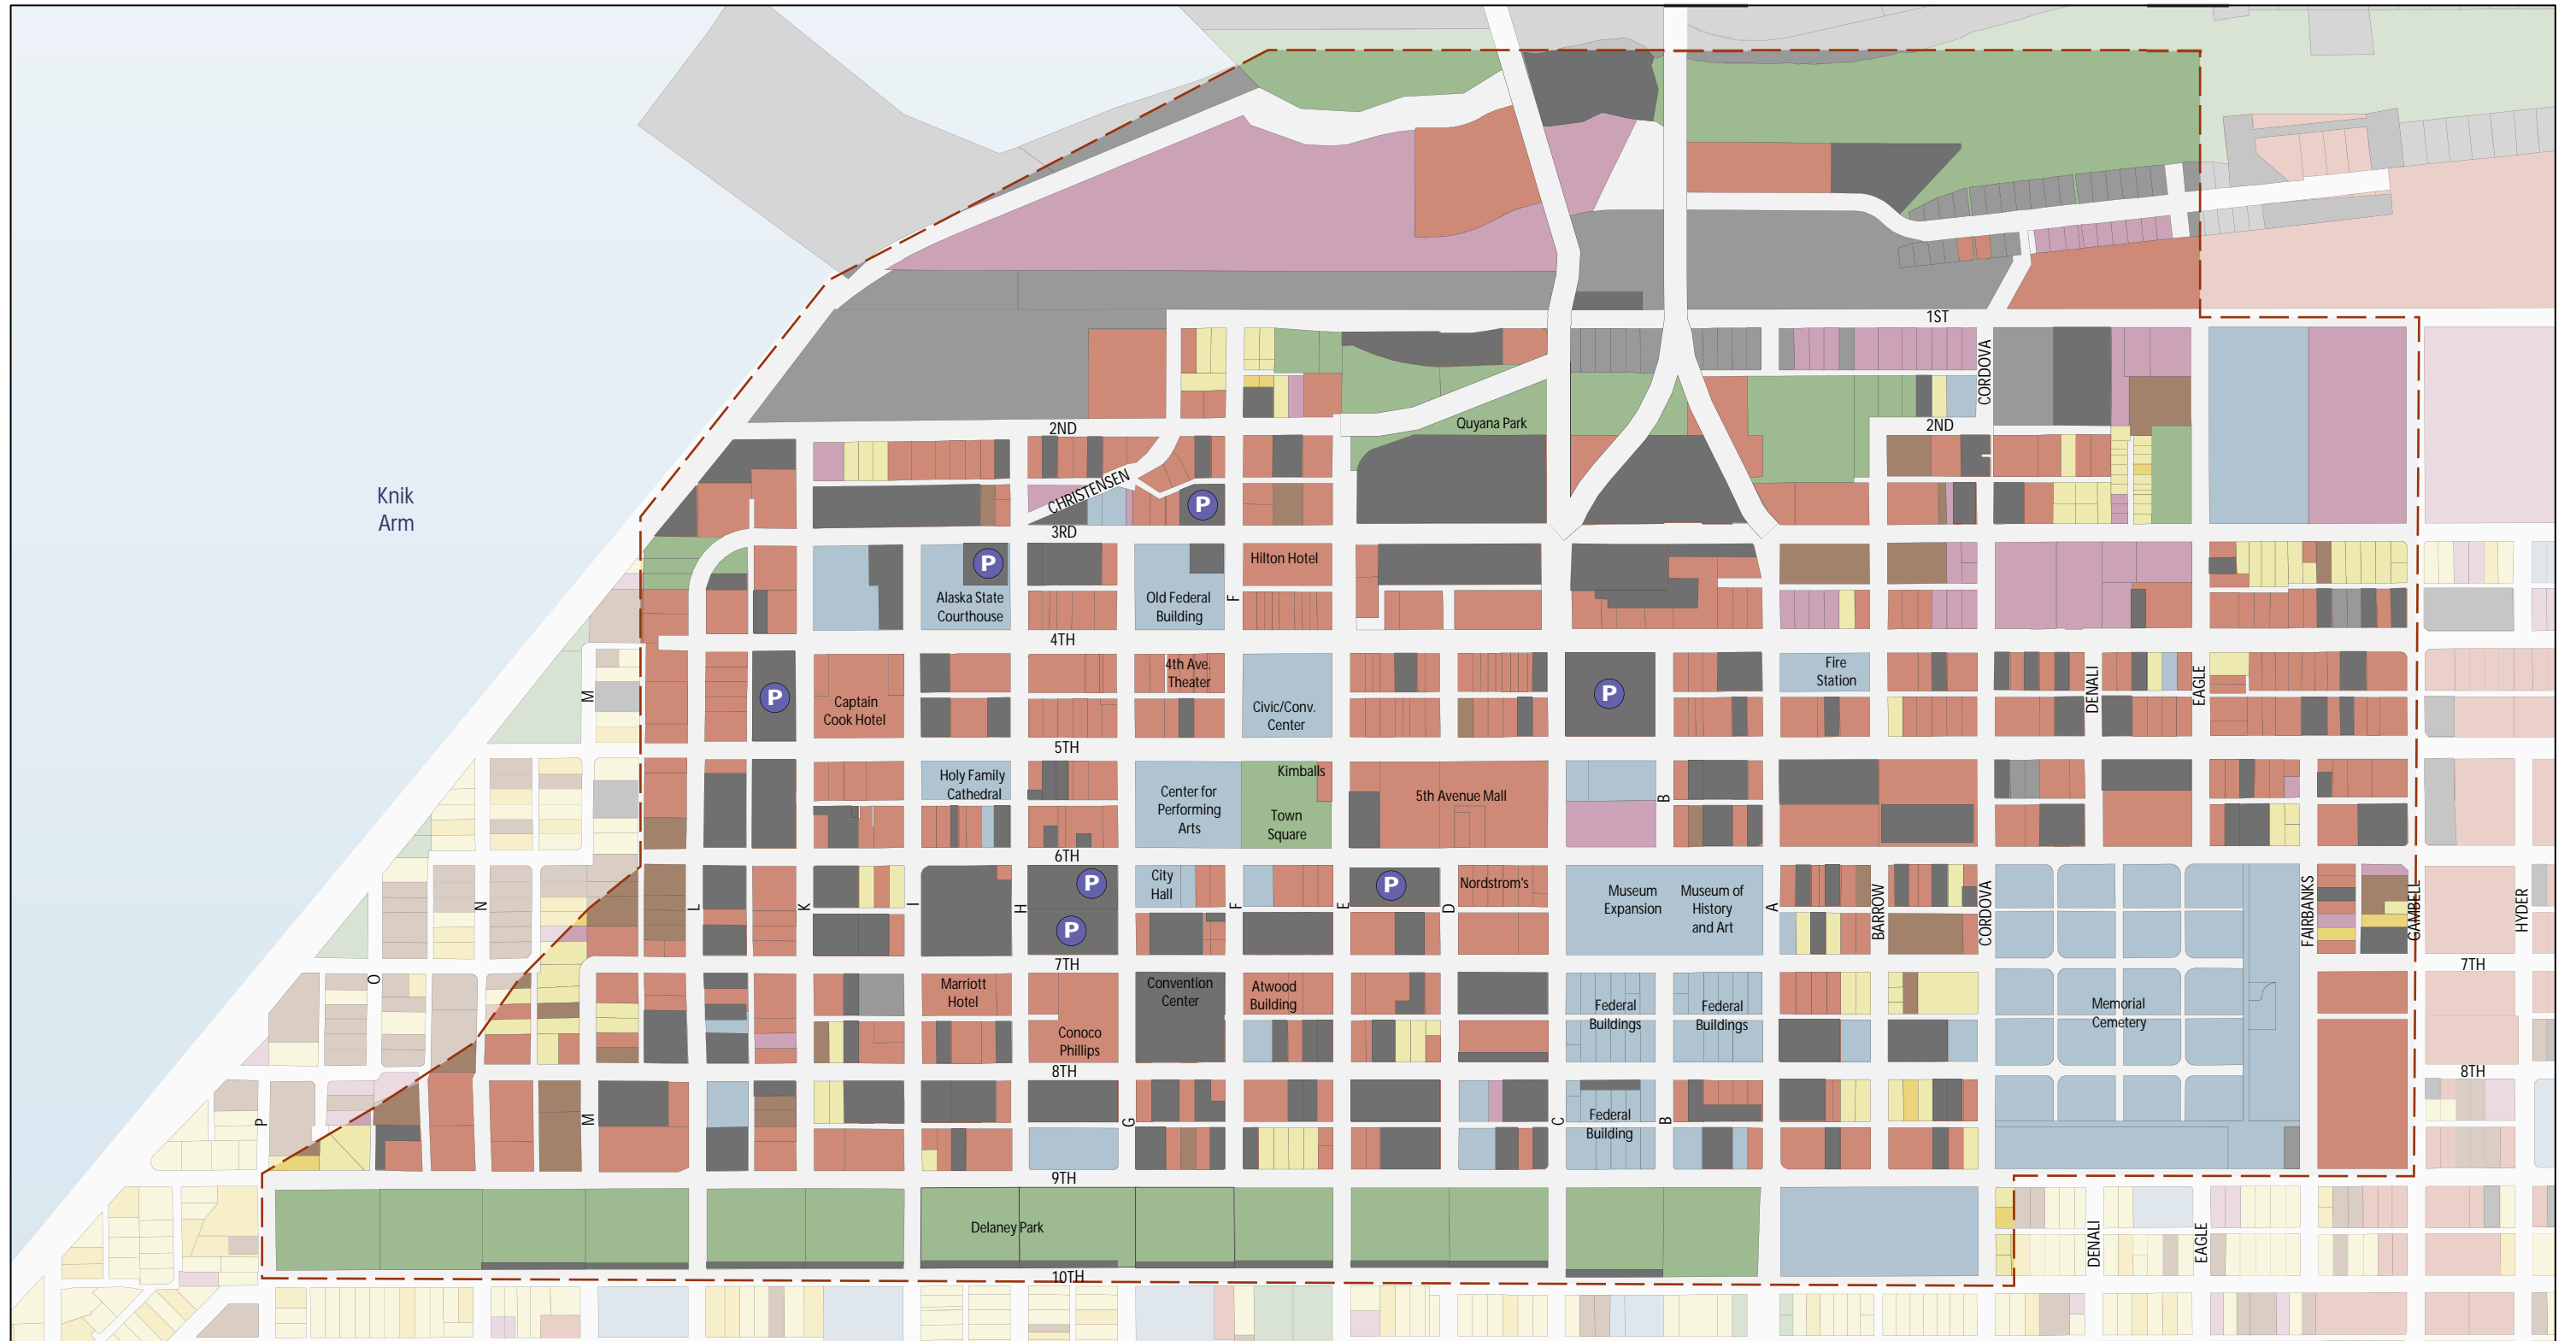 1ST
CORDOVA
Quyana Park
2ND
2ND
Knik
Arm
CHRISTENSEN
P
3RD
Hilton Hotel
P
Alaska State
Courthouse
Old Federal
Building
F
4TH
4th Ave.
Theater
Fire
Station
M
DENALI
EAGLE
P
P
Captain
Cook Hotel
Civic/Conv.
Center
5TH
Holy Family
Cathedral
Kimballs
Center for
Performing
Arts
5th Avenue Mall
B
Town
Square
6TH
P
City
Hall
P
Nordstrom's
Museum
Expansion
Museum of
History
and Art
N
L
K
I
H
F
E
D
A
BARROW
CORDOVA
FAIRBANKS
GAMBELL
HYDER
P
7TH
7TH
O
Marriott
Hotel
Convention
Center
Atwood
Building
Federal
Buildings
Federal
Buildings
Memorial
Cemetery
Conoco
Phillips
8TH
8TH
P
M
G
C
Federal
Building
B
9TH
Delaney Park
DENALI
EAGLE
10TH